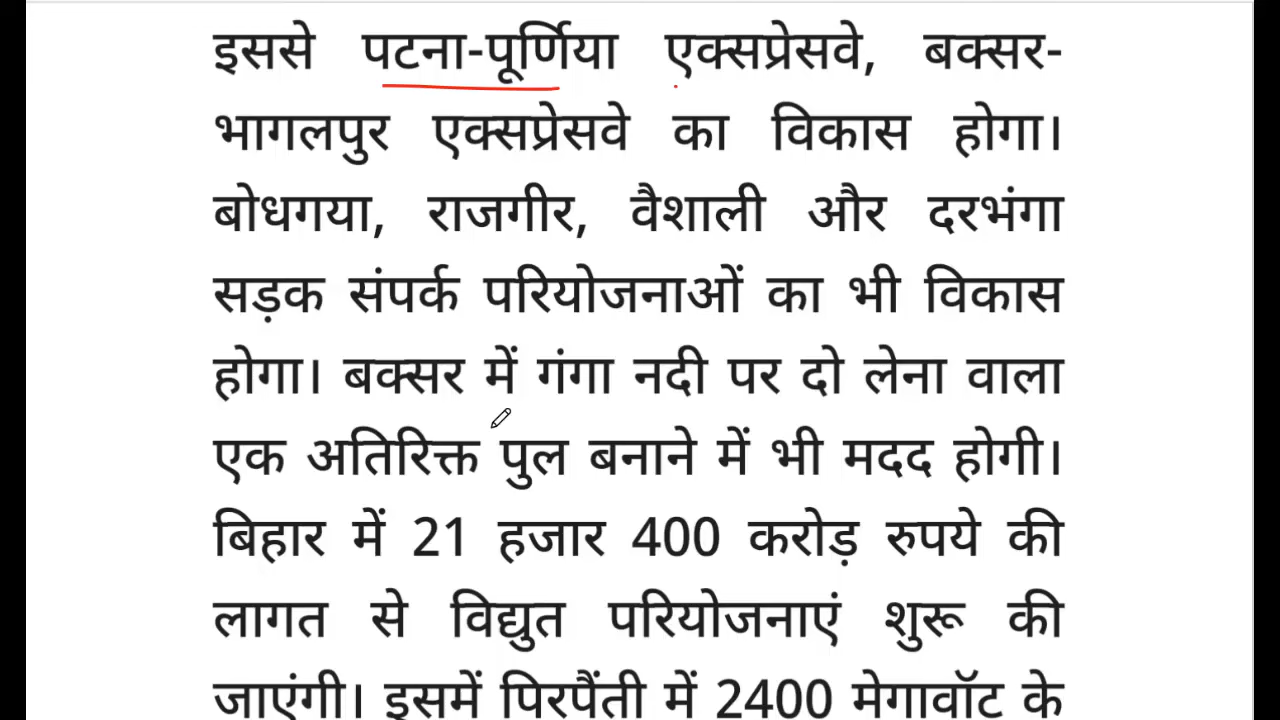 इससे पटना-पूर्णिया एक्सप्रेसवे, बक्सर-
भागलपुर एक्सप्रेसवे का विकास होगा।
बोधगया, राजगीर, वैशाली और दरभंगा
सड़क संपर्क परियोजनाओं का भी विकास
होगा। बक्सर में गंगा नदी पर दो लेना वाला
एक अतिरिक्त पुल बनाने में भी मदद होगी।
बिहार में 21 हजार 400 करोड़ रुपये की
लागत से विद्युत परियोजनाएं शुरू की
जाएंगी। इसमें पिरपैंती में 2400 मेगावॉट के